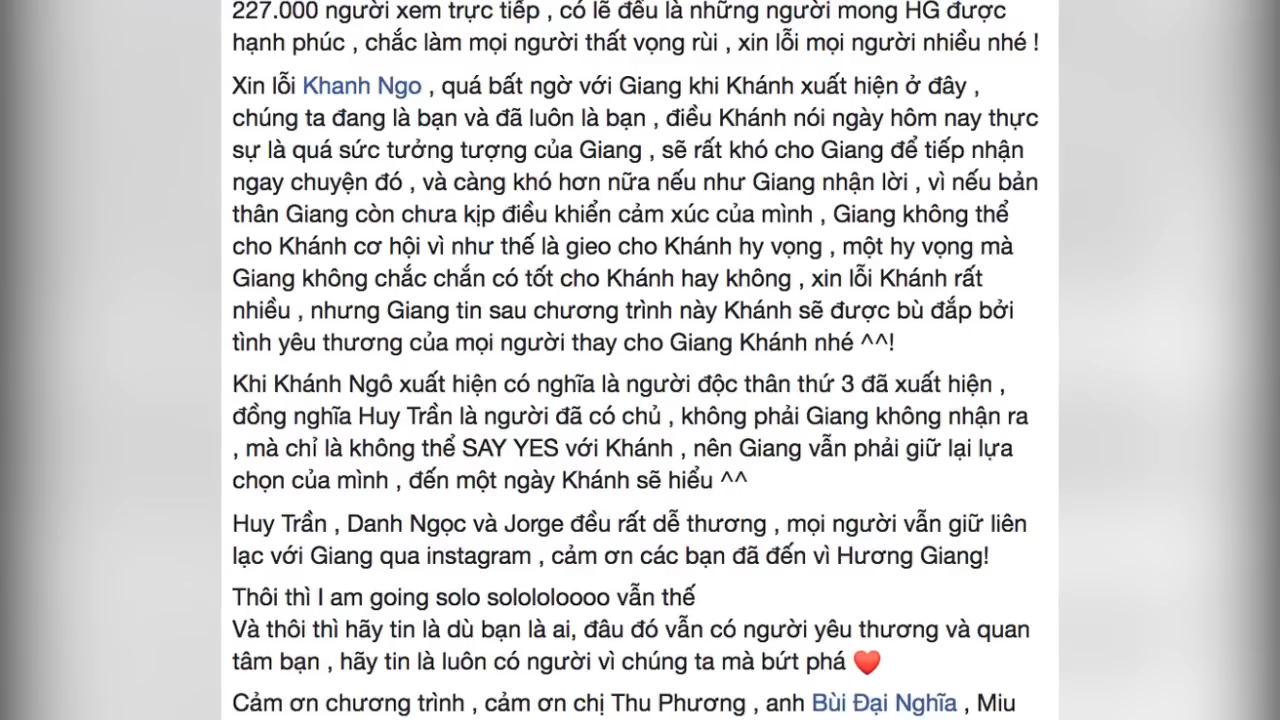 227.000 người xem trực tiếp , có lẽ đều là những người mong HG được
hạnh phúc , chắc làm mọi người thất vọng rùi , xin lỗi mọi người nhiều nhé !
Xin lỗi Khanh Ngo , quá bất ngờ với Giang khi Khánh xuất hiện ở đây ,
chúng ta đang là bạn và đã luôn là bạn , điều Khánh nói ngày hôm nay thực
sự là quá sức tưởng tượng của Giang , sẽ rất khó cho Giang để tiếp nhận
ngay chuyện đó , và càng khó hơn nữa nếu như Giang nhận lời , vì nếu bản
thân Giang còn chưa kịp điều khiển cảm xúc của mình , Giang không thể
cho Khánh cơ hội vì như thế là gieo cho Khánh hy vọng , một hy vọng mà
Giang không chắc chắn có tốt cho Khánh hay không , xin lỗi Khánh rất
nhiều , nhưng Giang tin sau chương trình này Khánh sẽ được bù đắp bởi
tình yêu thương của mọi người thay cho Giang Khánh nhé ^^!
Khi Khánh Ngô xuất hiện có nghĩa là người độc thân thứ 3 đã xuất hiện ,
đồng nghĩa Huy Trần là người đã có chủ , không phải Giang không nhận ra
, mà chỉ là không thể SAY YES với Khánh , nên Giang vẫn phải giữ lại lựa
chọn của mình , đến một ngày Khánh sẽ hiểu ^^
Huy Trần , Danh Ngọc và Jorge đều rất dễ thương , mọi người vẫn giữ liên
lạc với Giang qua instagram , cảm ơn các bạn đã đến vì Hương Giang!
Thôi thì I am going solo solololoooo vẫn thế
Và thôi thì hãy tin là dù bạn là ai, đâu đó vẫn có người yêu thương và quan
tâm bạn , hãy tin là luôn có người vì chúng ta mà bứt phá ❤️
Cảm ơn chương trình , cảm ơn chị Thu Phương , anh Bùi Đại Nghĩa , Miu